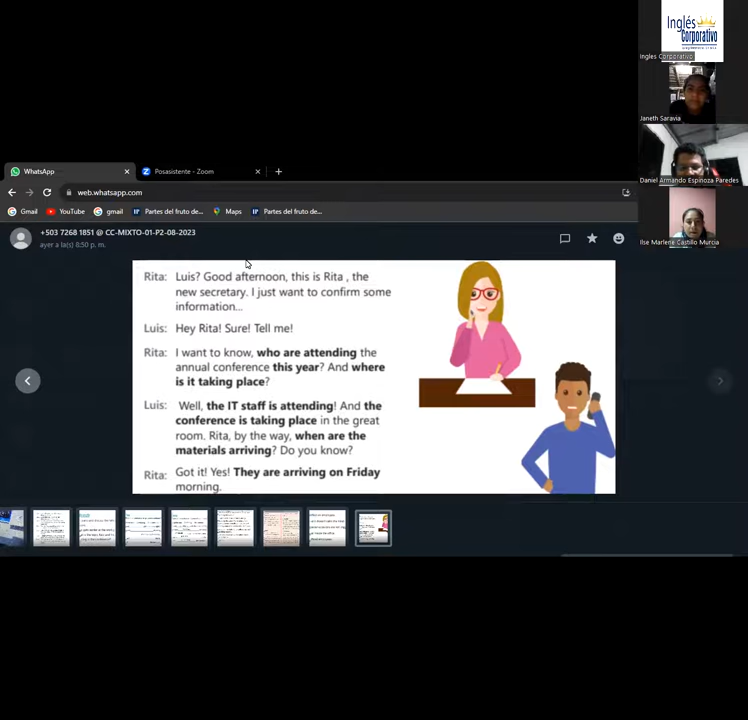 Inglés
Corporativo
Ingles Corporativo
Janeth Saravia
Daniel Armando Espinoza Paredes
Ilse Marlene Castillo Murcia
WhatsApp
Posasistente - Zoom
web.whatsapp.com
Gmail
YouTube
gmail
Partes del fruto de...
Maps
Partes del fruto de...
+503 7268 1851 @ CC-MIXTO-01-P2-08-2023
ayer a la(s) 8:50 p. m.
Rita: Luis? Good afternoon, this is Rita , the
new secretary. I just want to confirm some
information...
Luis: Hey Rita! Sure! Tell me!
Rita: I want to know, who are attending the
annual conference this year? And where
is it taking place?
Luis: Well, the IT staff is attending! And the
conference is taking place in the great
room. Rita, by the way, when are the
materials arriving? Do you know?
Rita: Got it! Yes! They are arriving on Friday
morning.